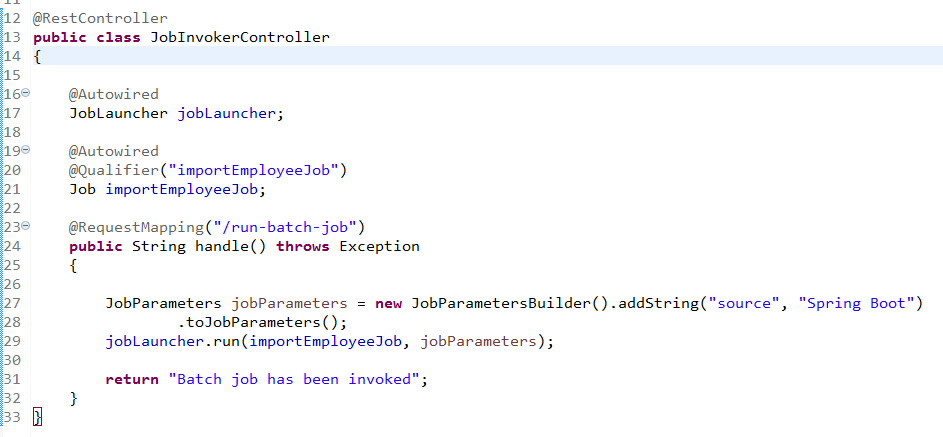 11
12 @RestController
13 public class JobInvokerController
14 {
15
16 @Autowired
17 JobLauncher jobLauncher;
18
19 @Autowired
20 @Qualifier("importEmployeeJob")
21 Job importEmployeeJob;
22
23 @RequestMapping("/run-batch-job")
24 public String handle() throws Exception
25 {
26
27 JobParameters jobParameters = new JobParametersBuilder().addString("source", "Spring Boot")
28 .toJobParameters();
29 jobLauncher.run(importEmployeeJob, jobParameters);
30
31 return "Batch job has been invoked";
32 }
33 }